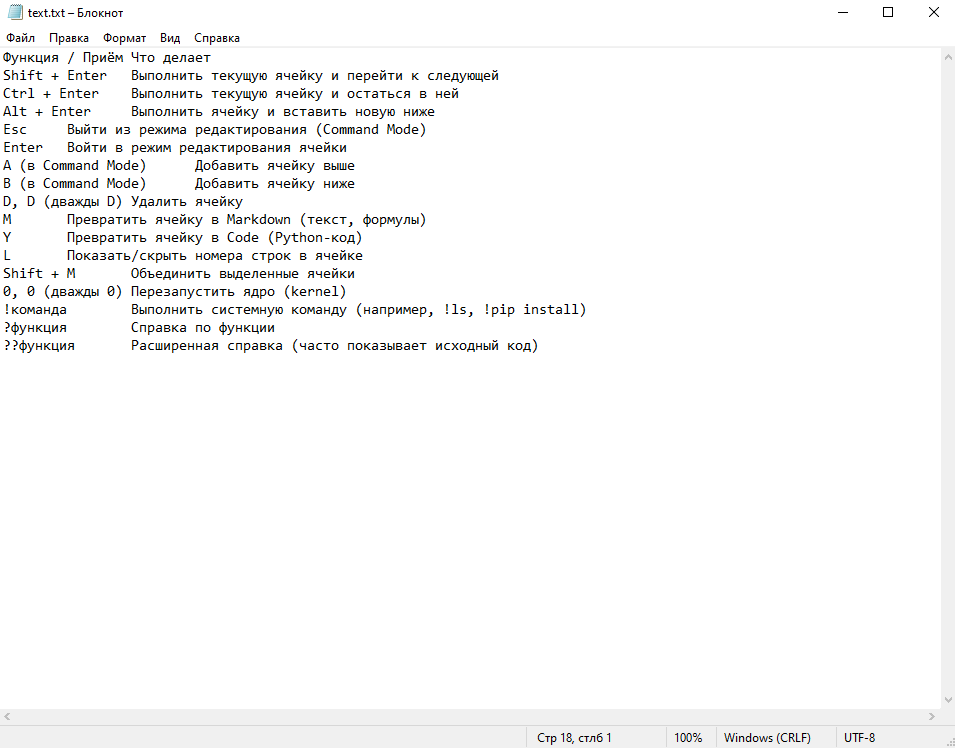 text.txt – Блокнот
Файл Правка Формат Вид Справка
Функция / Приём Что делает
Shift + Enter Выполнить текущую ячейку и перейти к следующей
Ctrl + Enter Выполнить текущую ячейку и остаться в ней
Alt + Enter Выполнить ячейку и вставить новую ниже
Esc Выйти из режима редактирования (Command Mode)
Enter Войти в режим редактирования ячейки
A (в Command Mode) Добавить ячейку выше
B (в Command Mode) Добавить ячейку ниже
D, D (дважды D) Удалить ячейку
M Превратить ячейку в Markdown (текст, формулы)
Y Превратить ячейку в Code (Python-код)
L Показать/скрыть номера строк в ячейке
Shift + M Объединить выделенные ячейки
0, 0 (дважды 0) Перезапустить ядро (kernel)
!команда Выполнить системную команду (например, !ls, !pip install)
?функция Справка по функции
??функция Расширенная справка (часто показывает исходный код)
Стр 18, стлб 1 100% Windows (CRLF) UTF-8